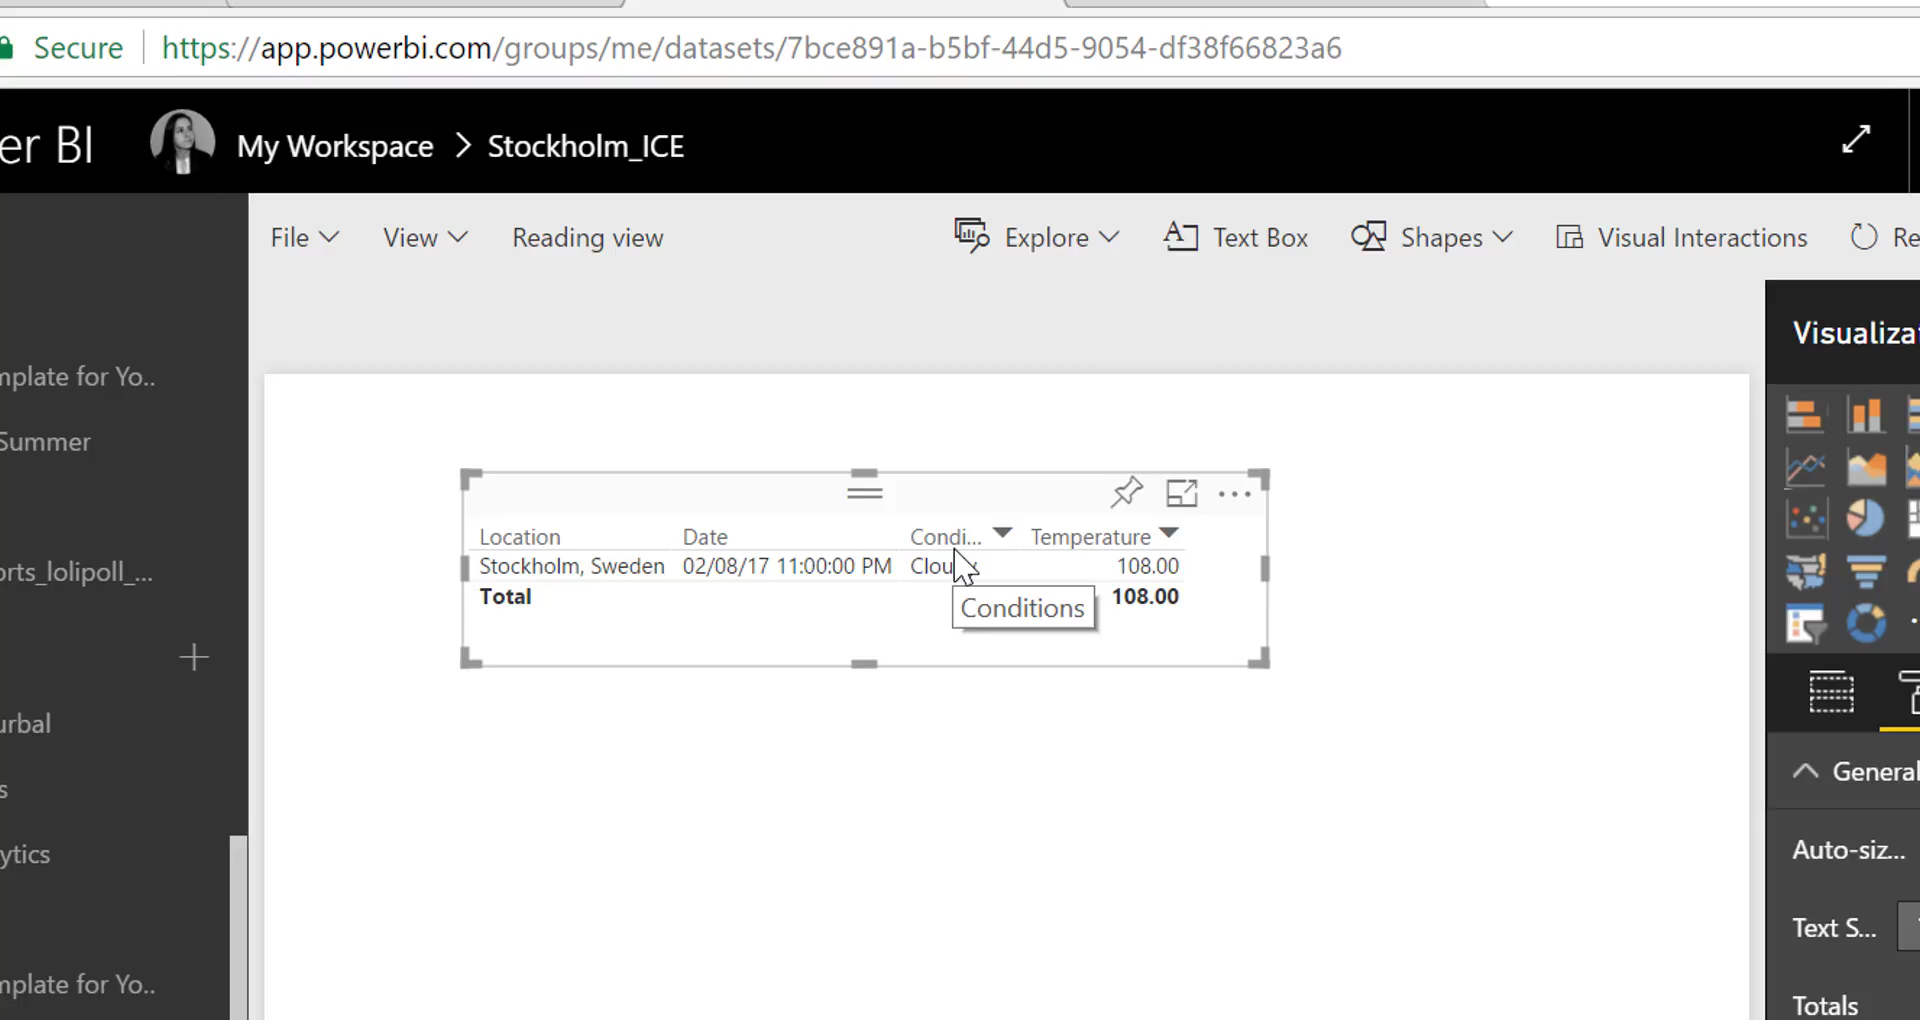 Secure https://app.powerbi.com/groups/me/datasets/7bce891a-b5bf-44d5-9054-df38f66823a6
er BI My Workspace > Stockholm_ICE
File View Reading view Explore Text Box Shapes Visual Interactions Re
Visualizat
mplate for Yo..
Summer
orts_lolipoll_...
urbal
s
ytics
mplate for Yo..
Location Date Condi... Temperature
Stockholm, Sweden 02/08/17 11:00:00 PM Clou 108.00
Total 108.00
Conditions
General
Auto-siz...
Text S...
Totals